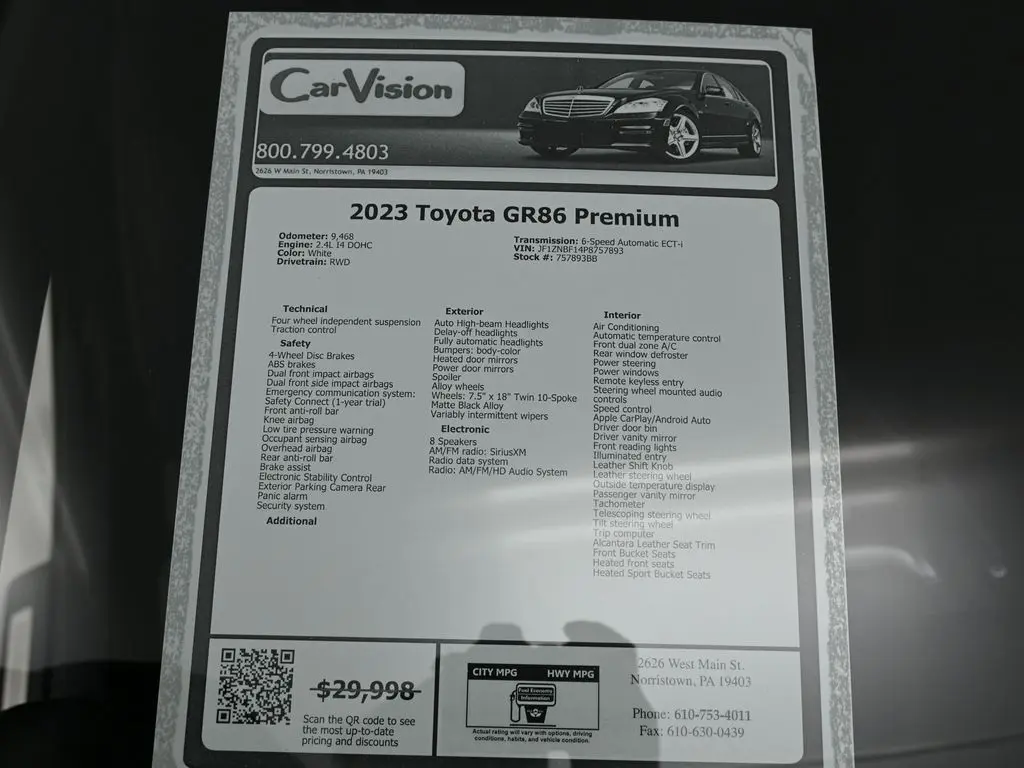 CarVision
800.799.4803
2626 W Main St, Norristown, PA 19403
2023 Toyota GR86 Premium
Odometer: 9,468
Engine: 2.4L I4 DOHC
Color: White
Drivetrain: RWD
Transmission: 6-Speed Automatic ECT-i
VIN: JF1ZNBF14P8757893
Stock #: 757893BB
Technical
Four wheel independent suspension
Traction control
Safety
4-Wheel Disc Brakes
ABS brakes
Dual front impact airbags
Dual front side impact airbags
Emergency communication system:
Safety Connect (1-year trial)
Front anti-roll bar
Knee airbag
Low tire pressure warning
Occupant sensing airbag
Overhead airbag
Rear anti-roll bar
Brake assist
Electronic Stability Control
Exterior Parking Camera Rear
Panic alarm
Security system
Additional
Exterior
Auto High-beam Headlights
Delay-off headlights
Fully automatic headlights
Bumpers: body-color
Heated door mirrors
Power door mirrors
Spoiler
Alloy wheels
Wheels: 7.5" x 18" Twin 10-Spoke
Matte Black Alloy
Variably intermittent wipers
Electronic
8 Speakers
AM/FM radio: SiriusXM
Radio data system
Radio: AM/FM/HD Audio System
Interior
Air Conditioning
Automatic temperature control
Front dual zone A/C
Rear window defroster
Power steering
Power windows
Remote keyless entry
Steering wheel mounted audio
controls
Speed control
Apple CarPlay/Android Auto
Driver door bin
Driver vanity mirror
Front reading lights
Illuminated entry
Leather Shift Knob
Leather steering wheel
Outside temperature display
Passenger vanity mirror
Tachometer
Telescoping steering wheel
Tilt steering wheel
Trip computer
Alcantara Leather Seat Trim
Front Bucket Seats
Heated front seats
Heated Sport Bucket Seats
$29,998
Scan the QR code to see
the most up-to-date
pricing and discounts
CITY MPG HWY MPG
Fuel Economy
Information
Actual rating will vary with options, driving
conditions, habits, and vehicle condition.
2626 West Main St.
Norristown, PA 19403
Phone: 610-753-4011
Fax: 610-630-0439